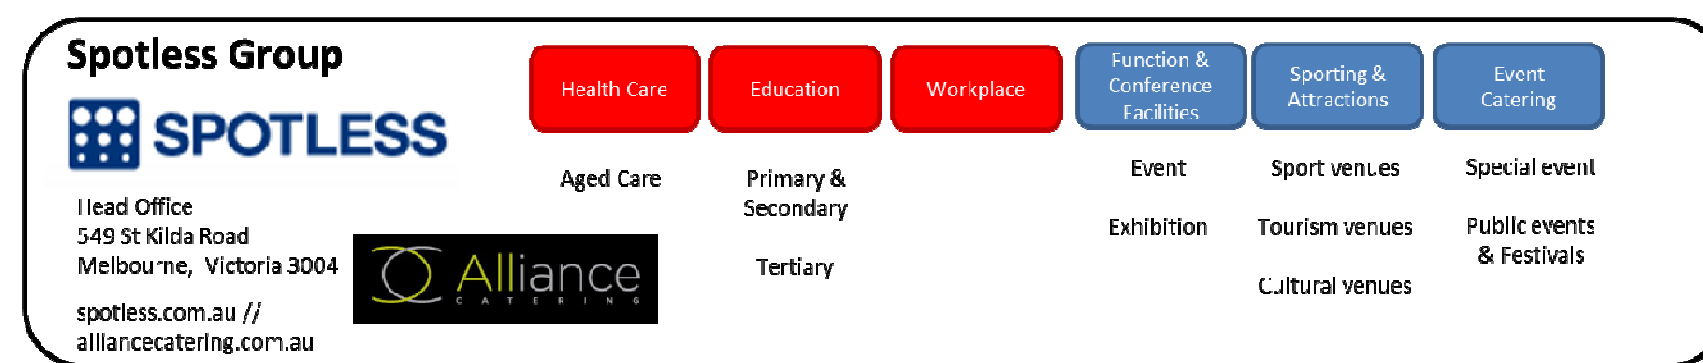 Spotless Group
SPOTLESS
Head Office
549 St Kilda Road
Melbourne, Victoria 3004
spotless.com.au //
alliancecatering.com.au
Alliance
CATERING
Health Care
Aged Care
Education
Primary &
Secondary
Tertiary
Workplace
Function &
Conference
Facilities
Event
Exhibition
Sporting &
Attractions
Sport venues
Tourism venues
Cultural venues
Event
Catering
Special event
Public events
& Festivals